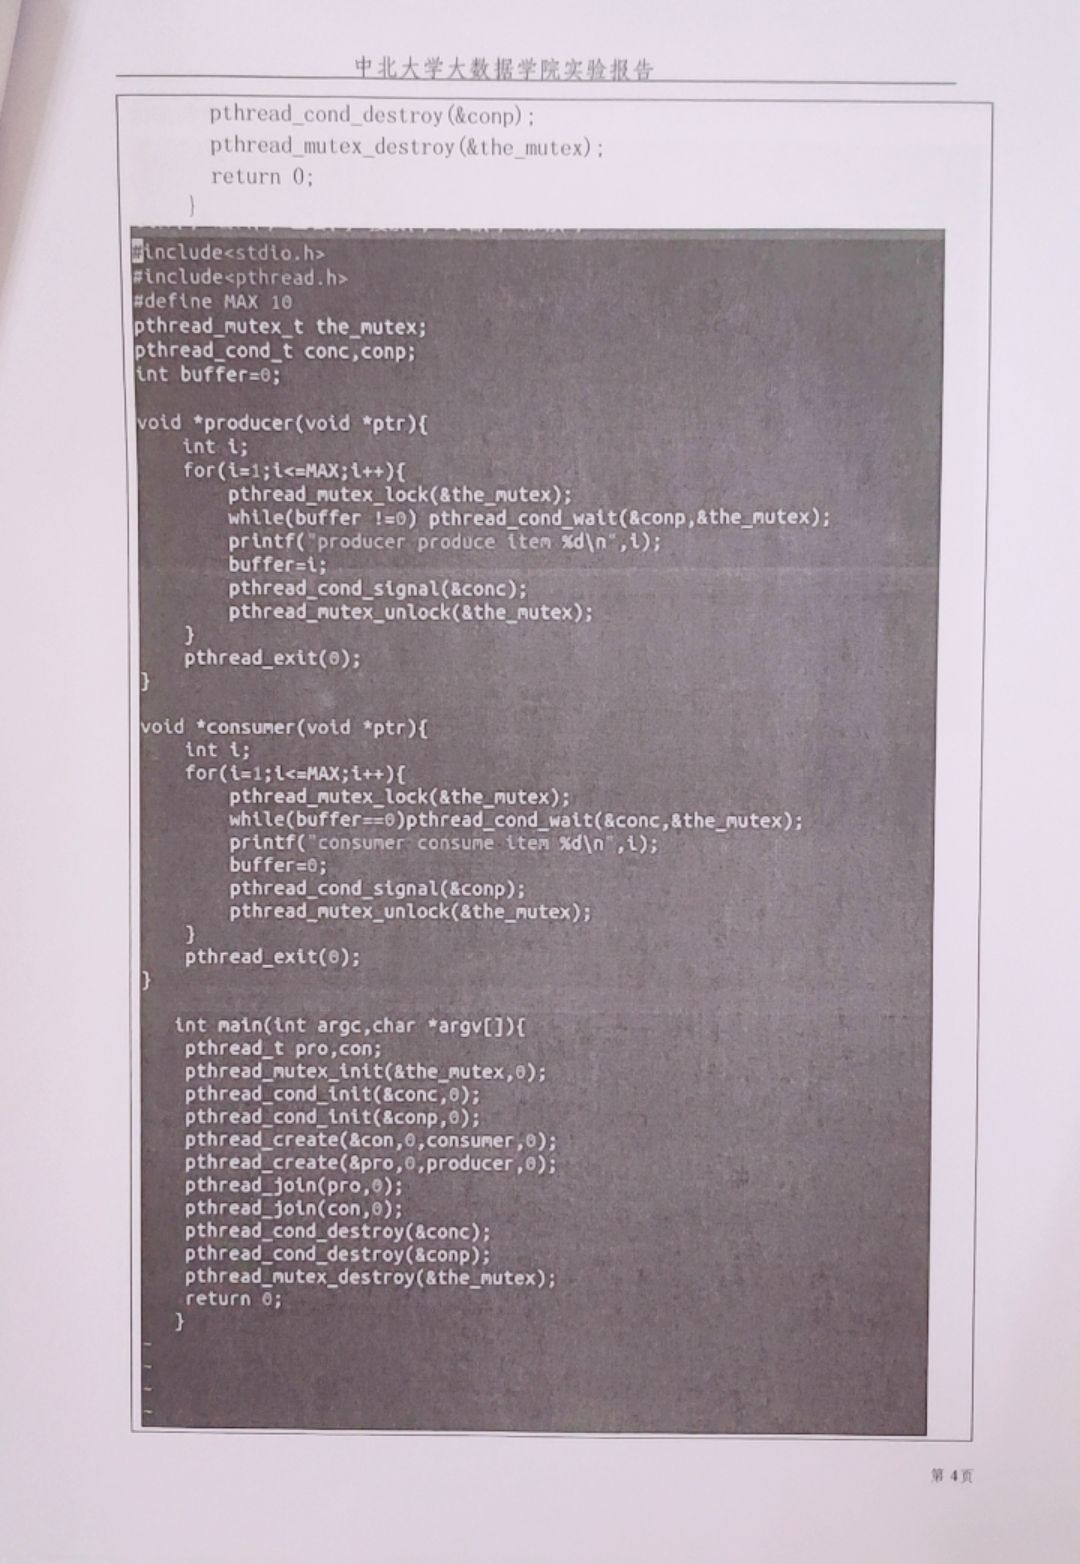 中北大学大数据学院实验报告
pthread_cond_destroy(&conp);
pthread_mutex_destroy(&the_mutex);
return 0;
}
#include<stdio.h>
#include<pthread.h>
#define MAX 10
pthread_mutex_t the_mutex;
pthread_cond_t conc,conp;
int buffer=0;
void *producer(void *ptr){
int i;
for(i=1;i<=MAX;i++){
pthread_mutex_lock(&the_mutex);
while(buffer !=0) pthread_cond_wait(&conp,&the_mutex);
printf("producer produce item %d\n",i);
buffer=i;
pthread_cond_signal(&conc);
pthread_mutex_unlock(&the_mutex);
}
pthread_exit(0);
}
void *consumer(void *ptr){
int i;
for(i=1;i<=MAX;i++){
pthread_mutex_lock(&the_mutex);
while(buffer==0)pthread_cond_wait(&conc,&the_mutex);
printf("consumer consume item %d\n",i);
buffer=0;
pthread_cond_signal(&conp);
pthread_mutex_unlock(&the_mutex);
}
pthread_exit(0);
}
int main(int argc,char *argv[]){
pthread_t pro,con;
pthread_mutex_init(&the_mutex,0);
pthread_cond_init(&conc,0);
pthread_cond_init(&conp,0);
pthread_create(&con,0,consumer,0);
pthread_create(&pro,0,producer,0);
pthread_join(pro,0);
pthread_join(con,0);
pthread_cond_destroy(&conc);
pthread_cond_destroy(&conp);
pthread_mutex_destroy(&the_mutex);
return 0;
}
~
~
~
~
第 4页